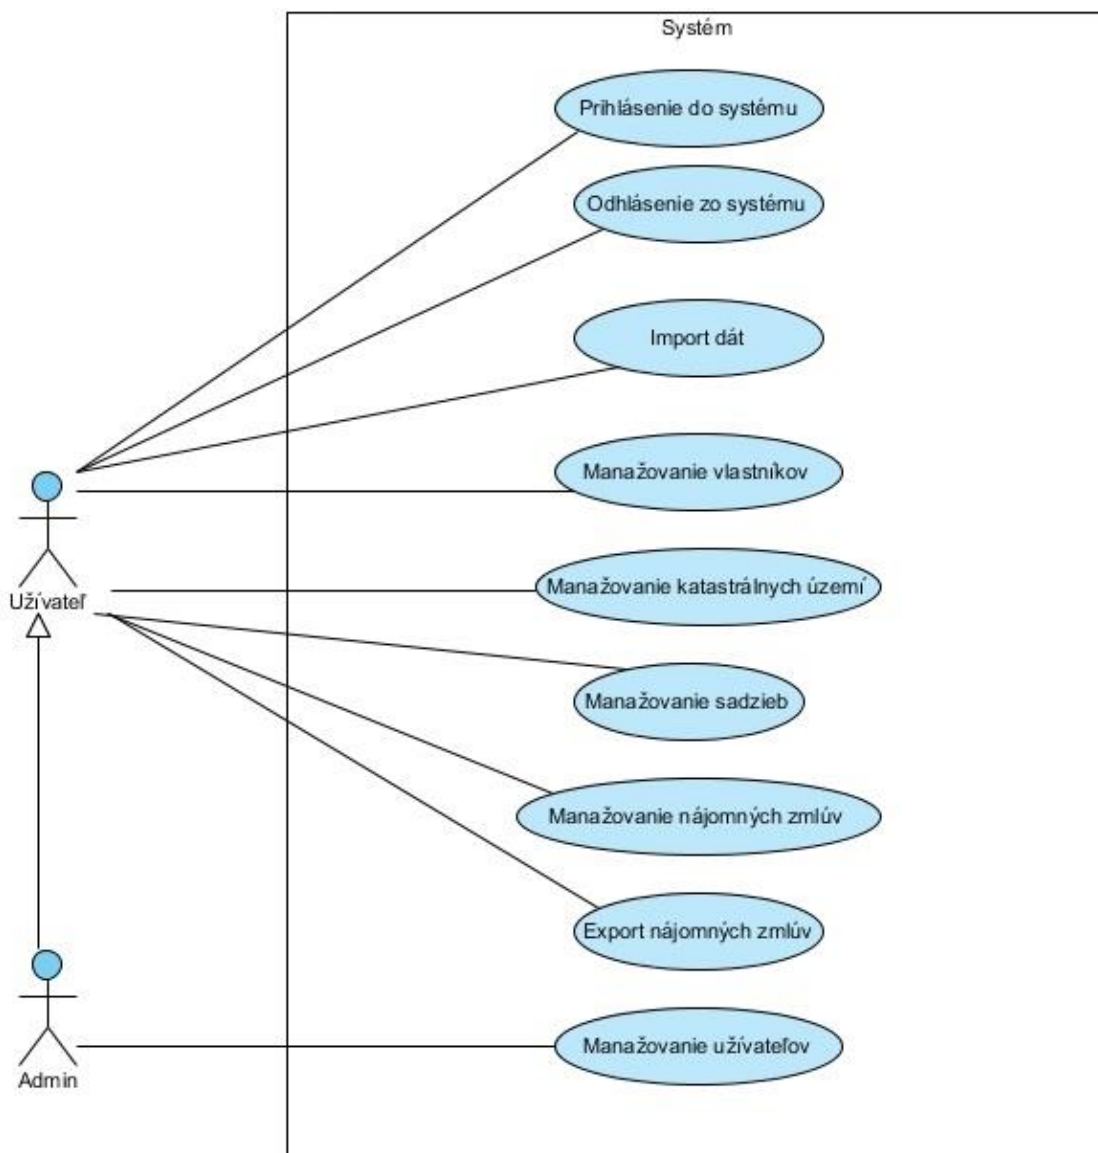 Systém
Prihlásenie do systému
Odhlásenie zo systému
Import dát
Manažovanie vlastníkov
Manažovanie katastrálnych území
Užívateľ
Manažovanie sadzieb
Manažovanie nájomných zmlúv
Export nájomných zmlúv
Manažovanie užívateľov
Admin